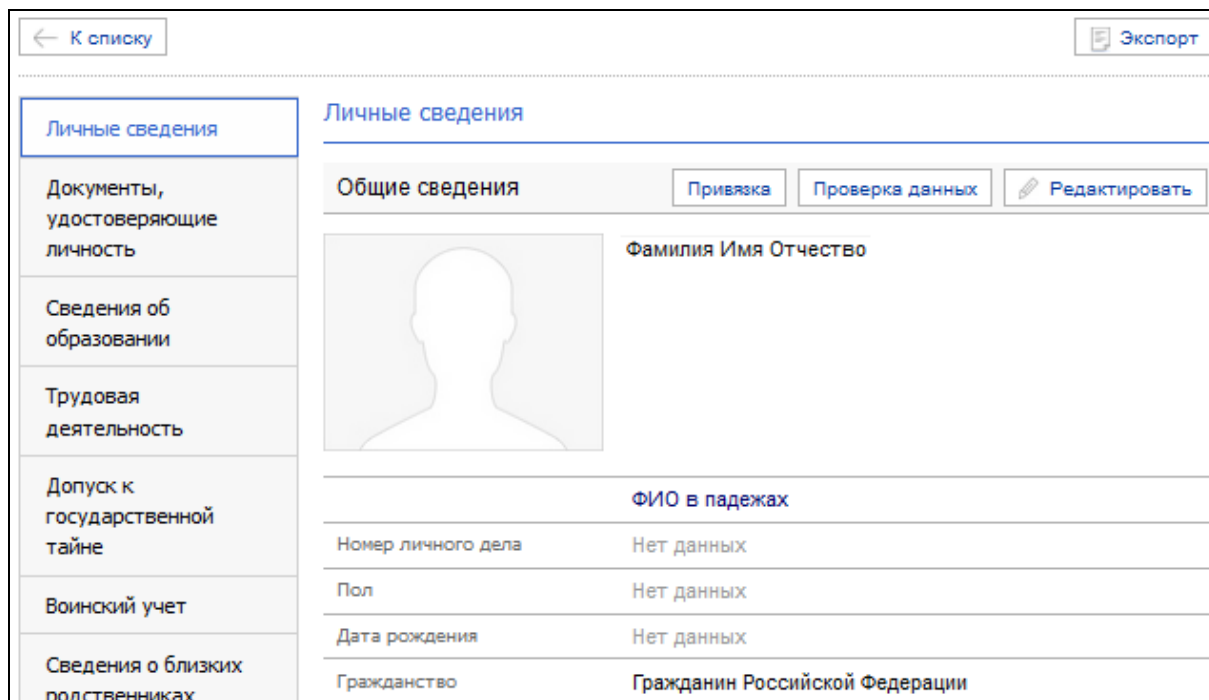 К списку
Экспорт
Личные сведения
Документы,
удостоверяющие
личность
Сведения об
образовании
Трудовая
деятельность
Допуск к
государственной
тайне
Воинский учет
Сведения о близких
родственниках
Личные сведения
Общие сведения
Привязка
Проверка данных
Редактировать
Фамилия Имя Отчество
ФИО в падежах
Номер личного дела Нет данных
Пол Нет данных
Дата рождения Нет данных
Гражданство Гражданин Российской Федерации